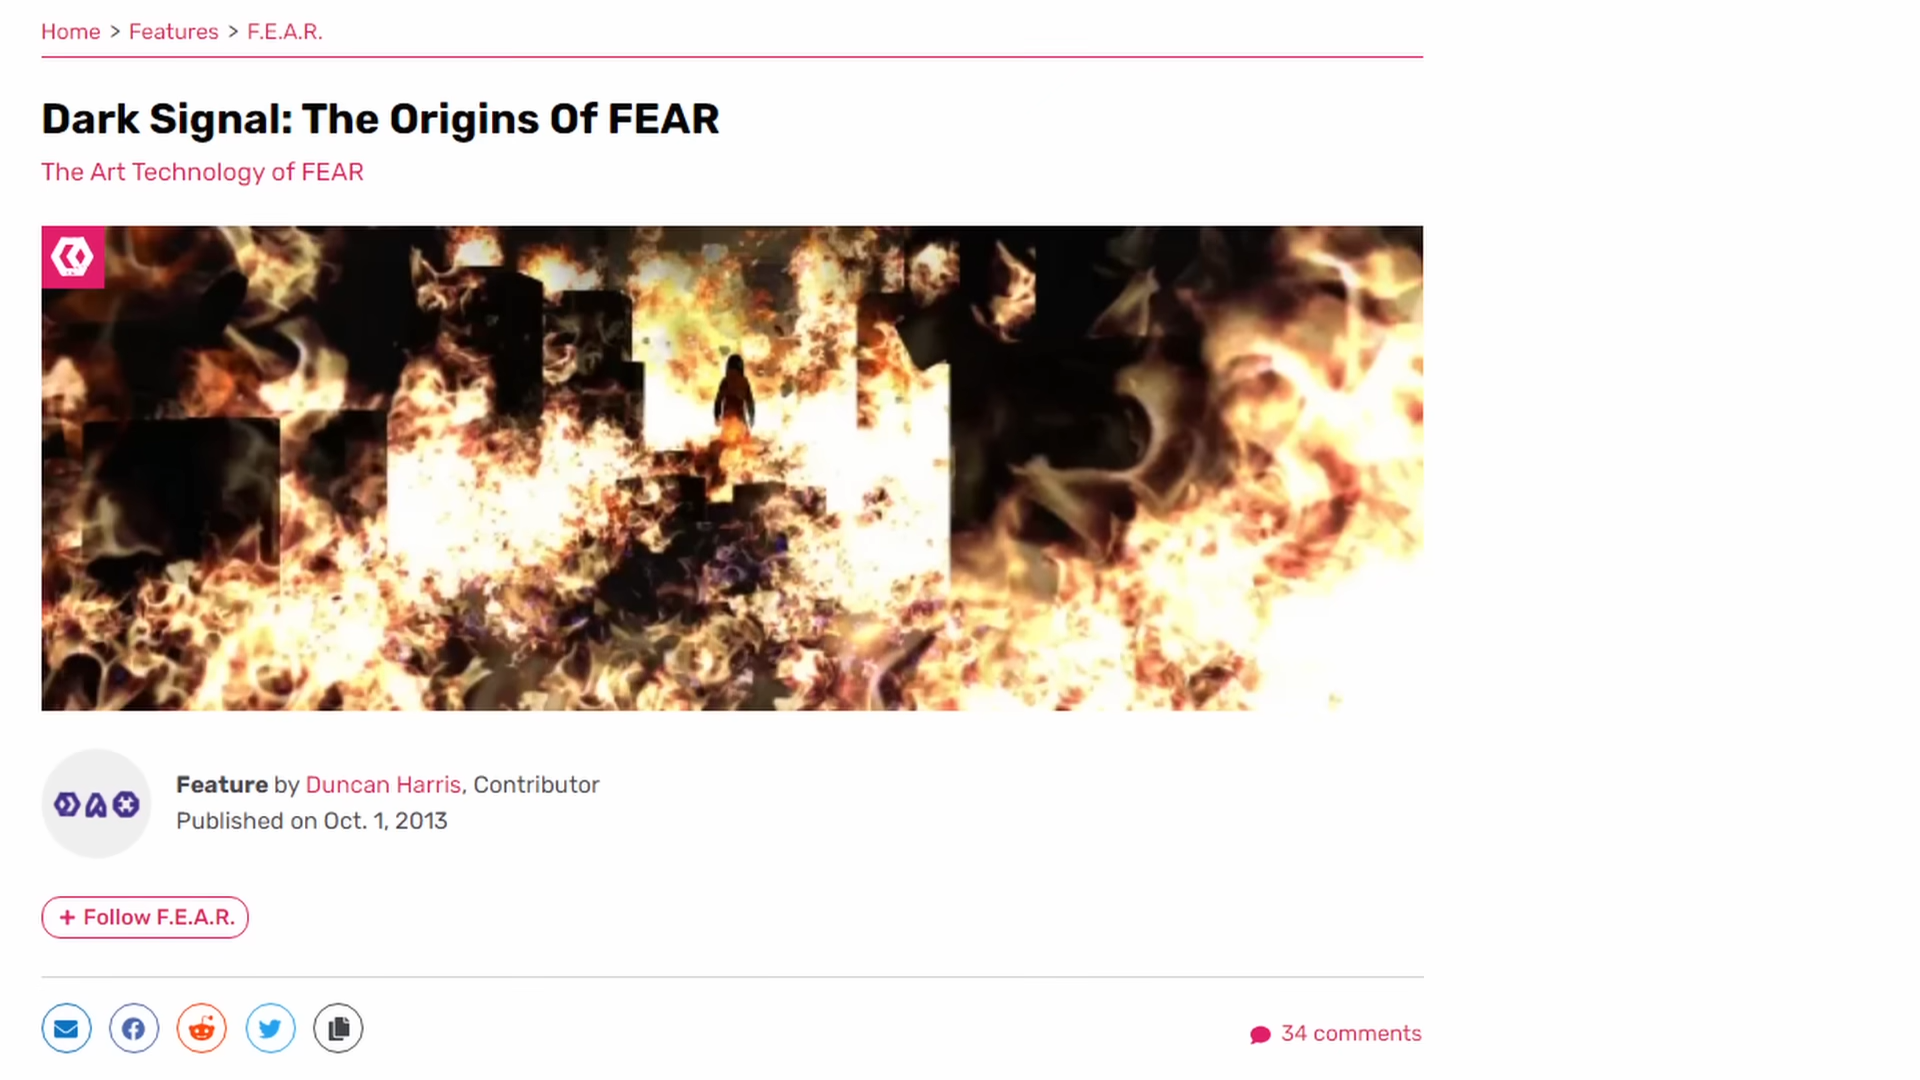 Home > Features > F.E.A.R.
Dark Signal: The Origins Of FEAR
The Art Technology of FEAR
Feature by Duncan Harris, Contributor
Published on Oct. 1, 2013
+ Follow F.E.A.R.
34 comments